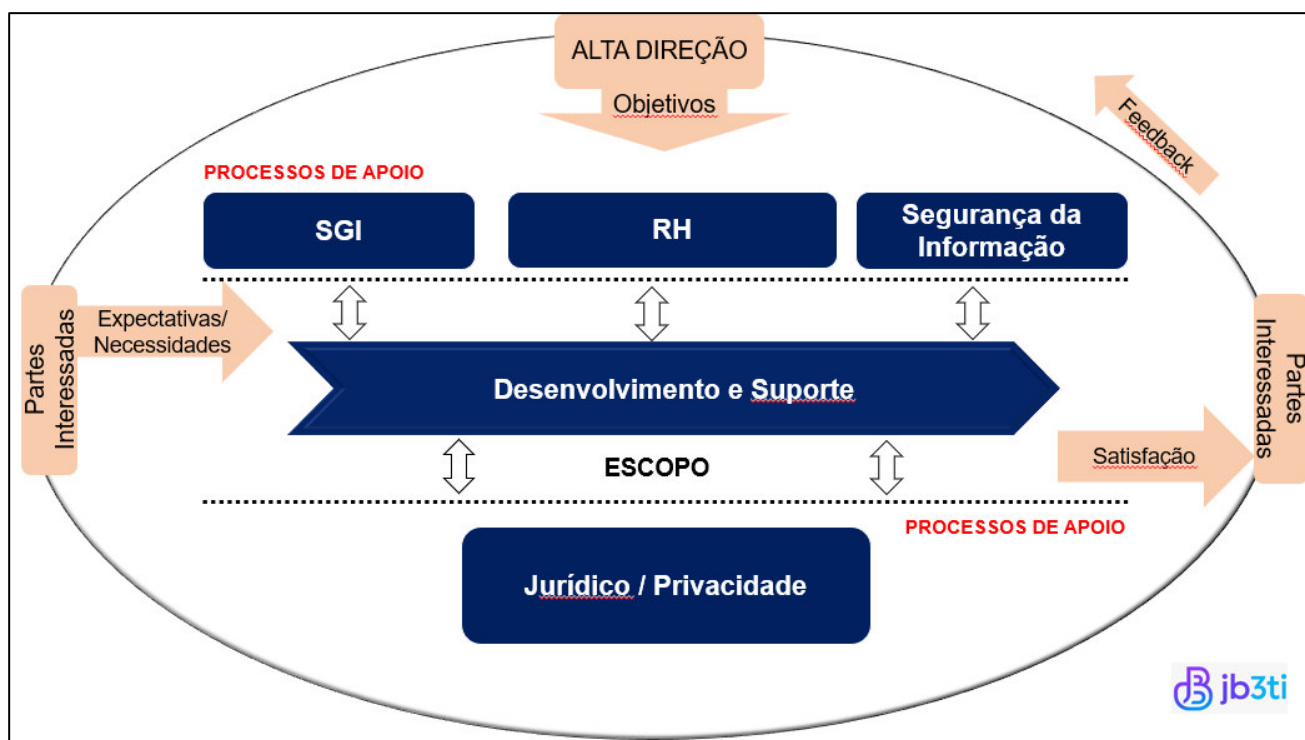 ALTA DIREÇÃO
Objetivos
Feedback
PROCESSOS DE APOIO
SGI
RH
Segurança da
Informação
Partes
Interessadas
Expectativas/
Necessidades
Desenvolvimento e Suporte
Partes
Interessadas
ESCOPO
Satisfação
PROCESSOS DE APOIO
Jurídico / Privacidade
jb3ti